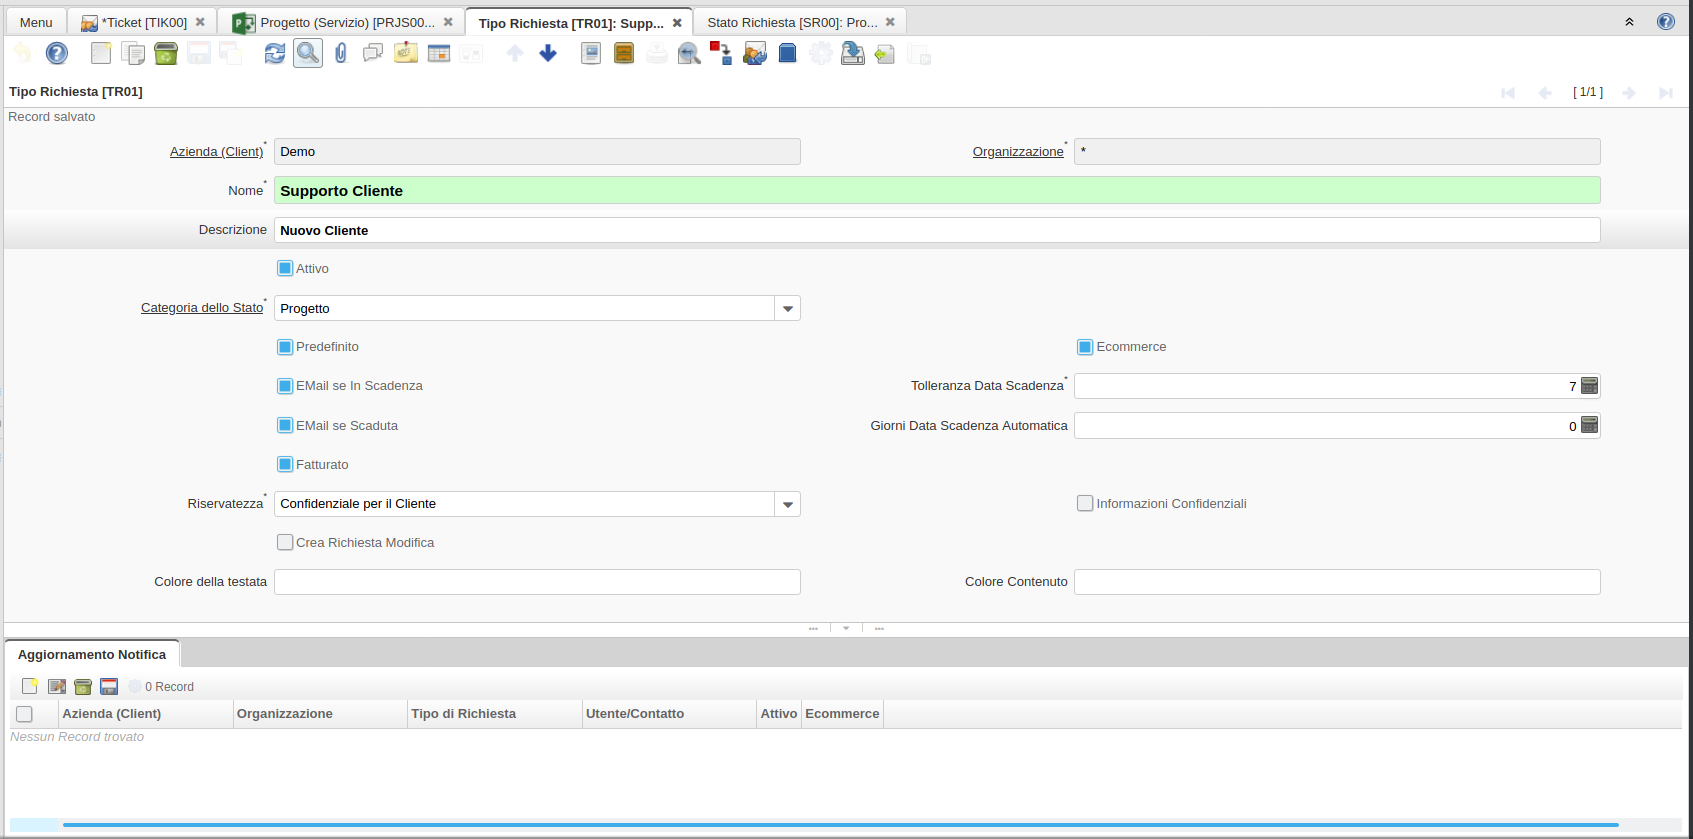 Menu *Ticket [TIK00] Progetto (Servizio) [PRJS00... Tipo Richiesta [TR01]: Supp... Stato Richiesta [SR00]: Pro...
Tipo Richiesta [TR01] [ 1/1 ]
Record salvato
Azienda (Client)* Demo Organizzazione* *
Nome* Supporto Cliente
Descrizione Nuovo Cliente
Attivo
Categoria dello Stato* Progetto
Predefinito Ecommerce
EMail se In Scadenza Tolleranza Data Scadenza* 7
EMail se Scaduta Giorni Data Scadenza Automatica 0
Fatturato
Riservatezza* Confidenziale per il Cliente Informazioni Confidenziali
Crea Richiesta Modifica
Colore della testata Colore Contenuto
Aggiornamento Notifica
0 Record
Azienda (Client) Organizzazione Tipo di Richiesta Utente/Contatto Attivo Ecommerce
Nessun Record trovato